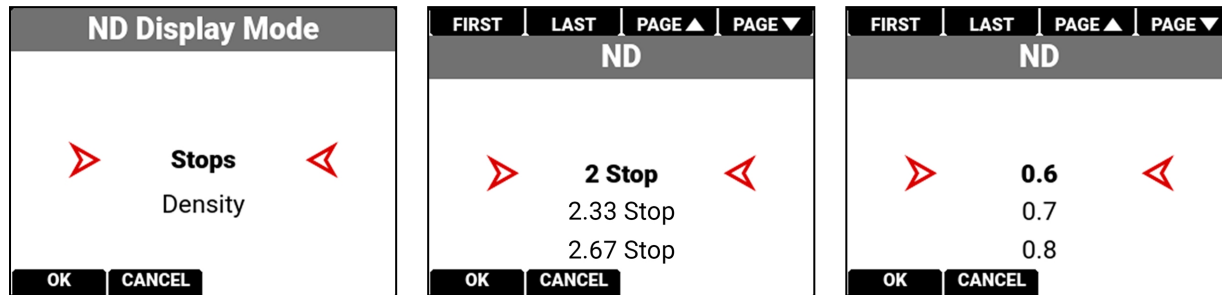 ND Display Mode
Stops
Density
OK CANCEL
FIRST LAST PAGE▲ PAGE▼
ND
2 Stop
2.33 Stop
2.67 Stop
OK CANCEL
FIRST LAST PAGE▲ PAGE▼
ND
0.6
0.7
0.8
OK CANCEL